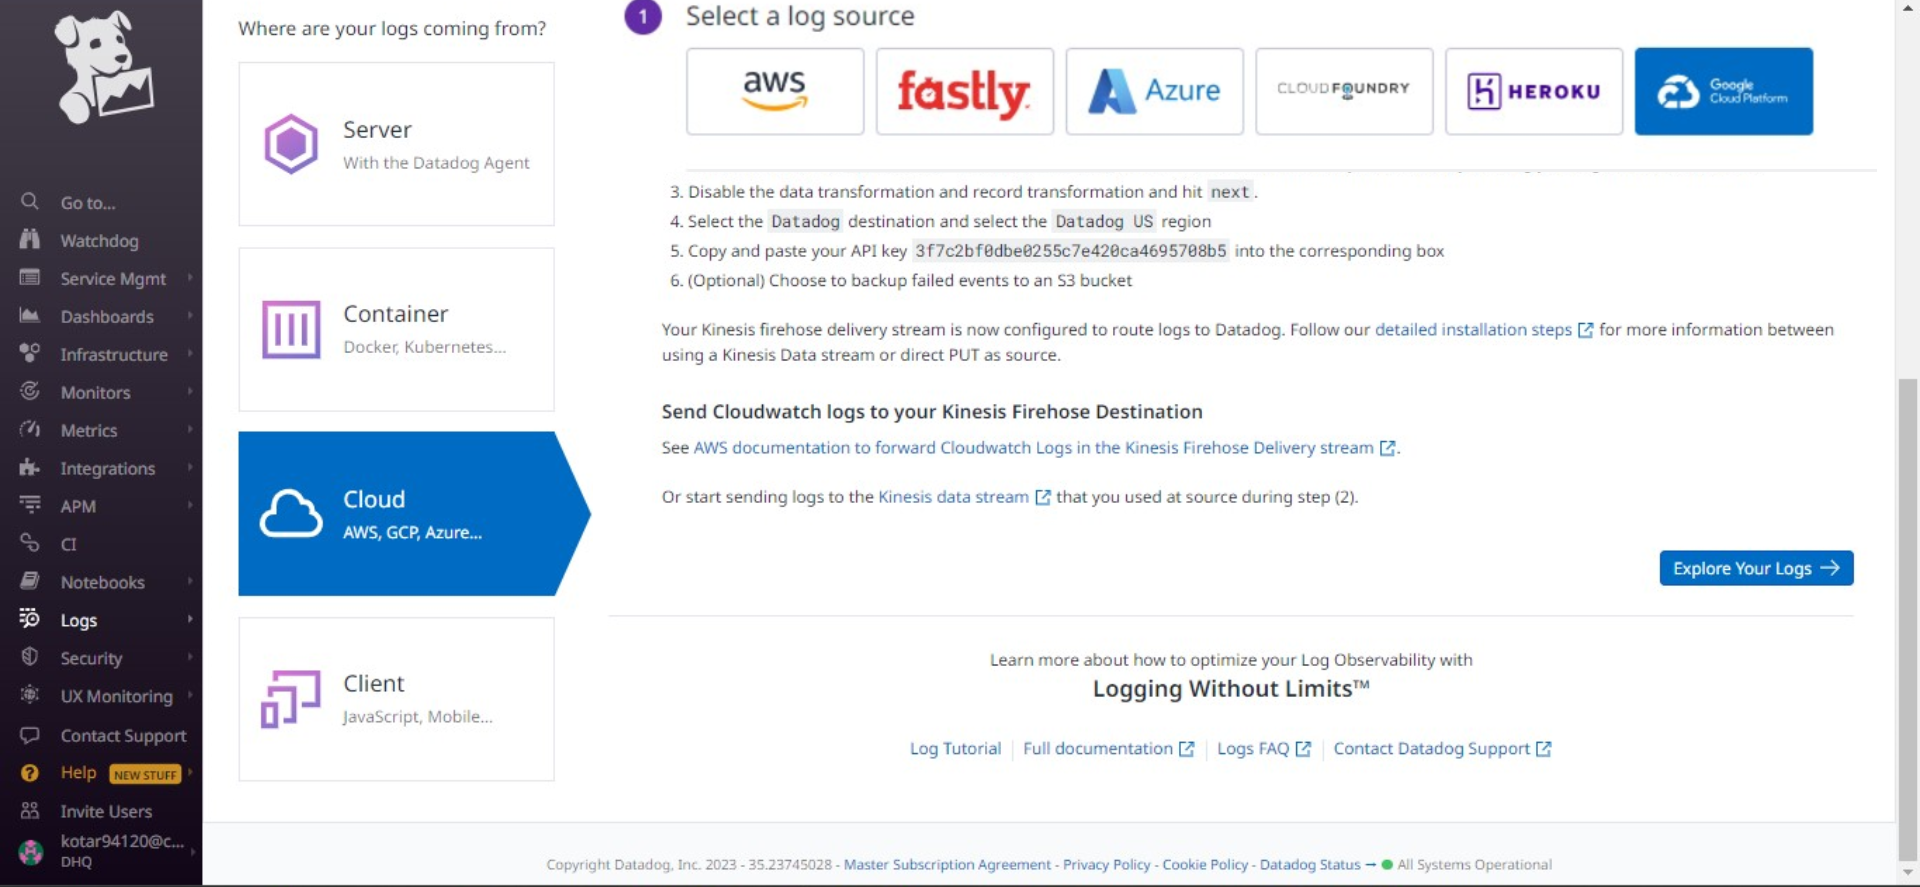 Go to...
Watchdog
Service Mgmt
Dashboards
Infrastructure
Monitors
Metrics
Integrations
APM
CI
Notebooks
Logs
Security
UX Monitoring
Contact Support
Help NEW STUFF
Invite Users
kotar94120@c...
DHQ
Where are your logs coming from?
Server
With the Datadog Agent
Container
Docker, Kubernetes...
Cloud
AWS, GCP, Azure...
Client
JavaScript, Mobile...
1 Select a log source
aws
fastly
Azure
CLOUDFOUNDRY
HEROKU
Google
Cloud Platform
3. Disable the data transformation and record transformation and hit next.
4. Select the Datadog destination and select the Datadog US region
5. Copy and paste your API key 3f7c2bf0dbe0255c7e420ca4695708b5 into the corresponding box
6. (Optional) Choose to backup failed events to an S3 bucket
Your Kinesis firehose delivery stream is now configured to route logs to Datadog. Follow our detailed installation steps for more information between
using a Kinesis Data stream or direct PUT as source.
Send Cloudwatch logs to your Kinesis Firehose Destination
See AWS documentation to forward Cloudwatch Logs in the Kinesis Firehose Delivery stream.
Or start sending logs to the Kinesis data stream that you used at source during step (2).
Explore Your Logs →
Learn more about how to optimize your Log Observability with
Logging Without Limits™
Log Tutorial Full documentation Logs FAQ Contact Datadog Support
Copyright Datadog, Inc. 2023 - 35.23745028 - Master Subscription Agreement - Privacy Policy - Cookie Policy - Datadog Status → All Systems Operational